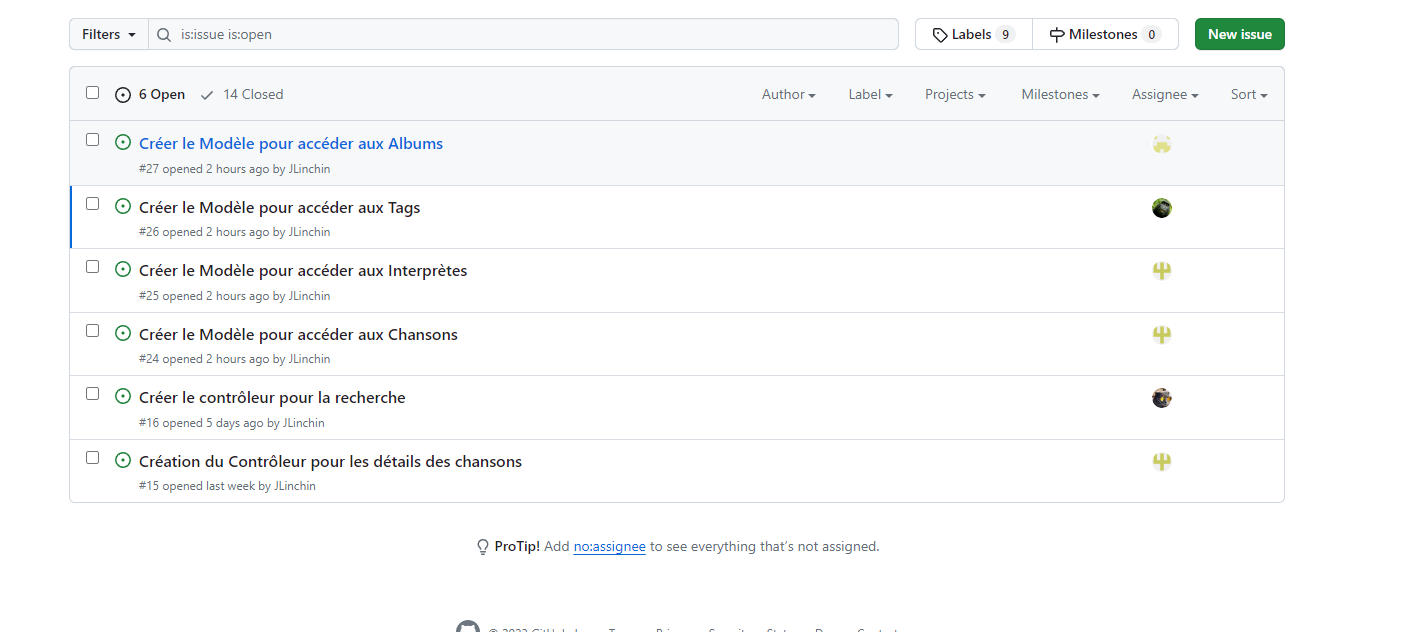 Filters is:issue is:open Labels 9 Milestones 0 New issue
6 Open 14 Closed Author Label Projects Milestones Assignee Sort
Créer le Modèle pour accéder aux Albums
#27 opened 2 hours ago by JLinchin
Créer le Modèle pour accéder aux Tags
#26 opened 2 hours ago by JLinchin
Créer le Modèle pour accéder aux Interprètes
#25 opened 2 hours ago by JLinchin
Créer le Modèle pour accéder aux Chansons
#24 opened 2 hours ago by JLinchin
Créer le contrôleur pour la recherche
#16 opened 5 days ago by JLinchin
Création du Contrôleur pour les détails des chansons
#15 opened last week by JLinchin
ProTip! Add no:assignee to see everything that's not assigned.